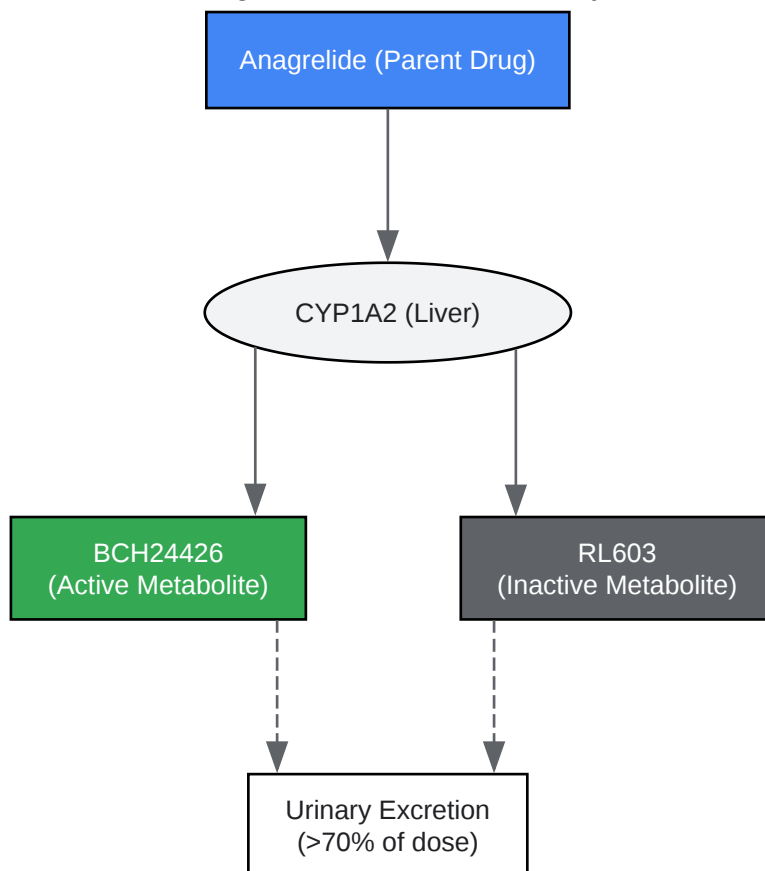 Anagrelide (Parent Drug)
CYP1A2 (Liver)
BCH24426
(Active Metabolite)
RL603
(Inactive Metabolite)
Urinary Excretion
(>70% of dose)